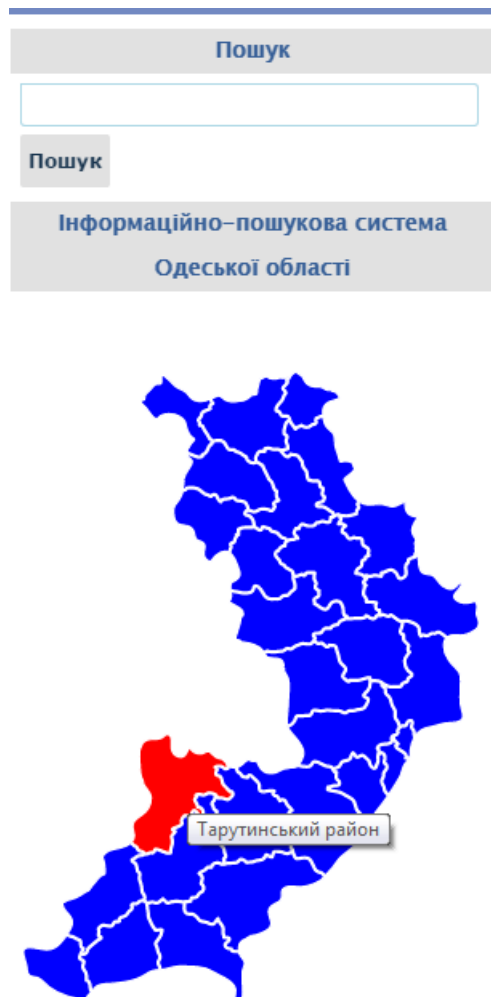 Пошук
Пошук
Інформаційно-пошукова система
Одеської області
Тарутинський район